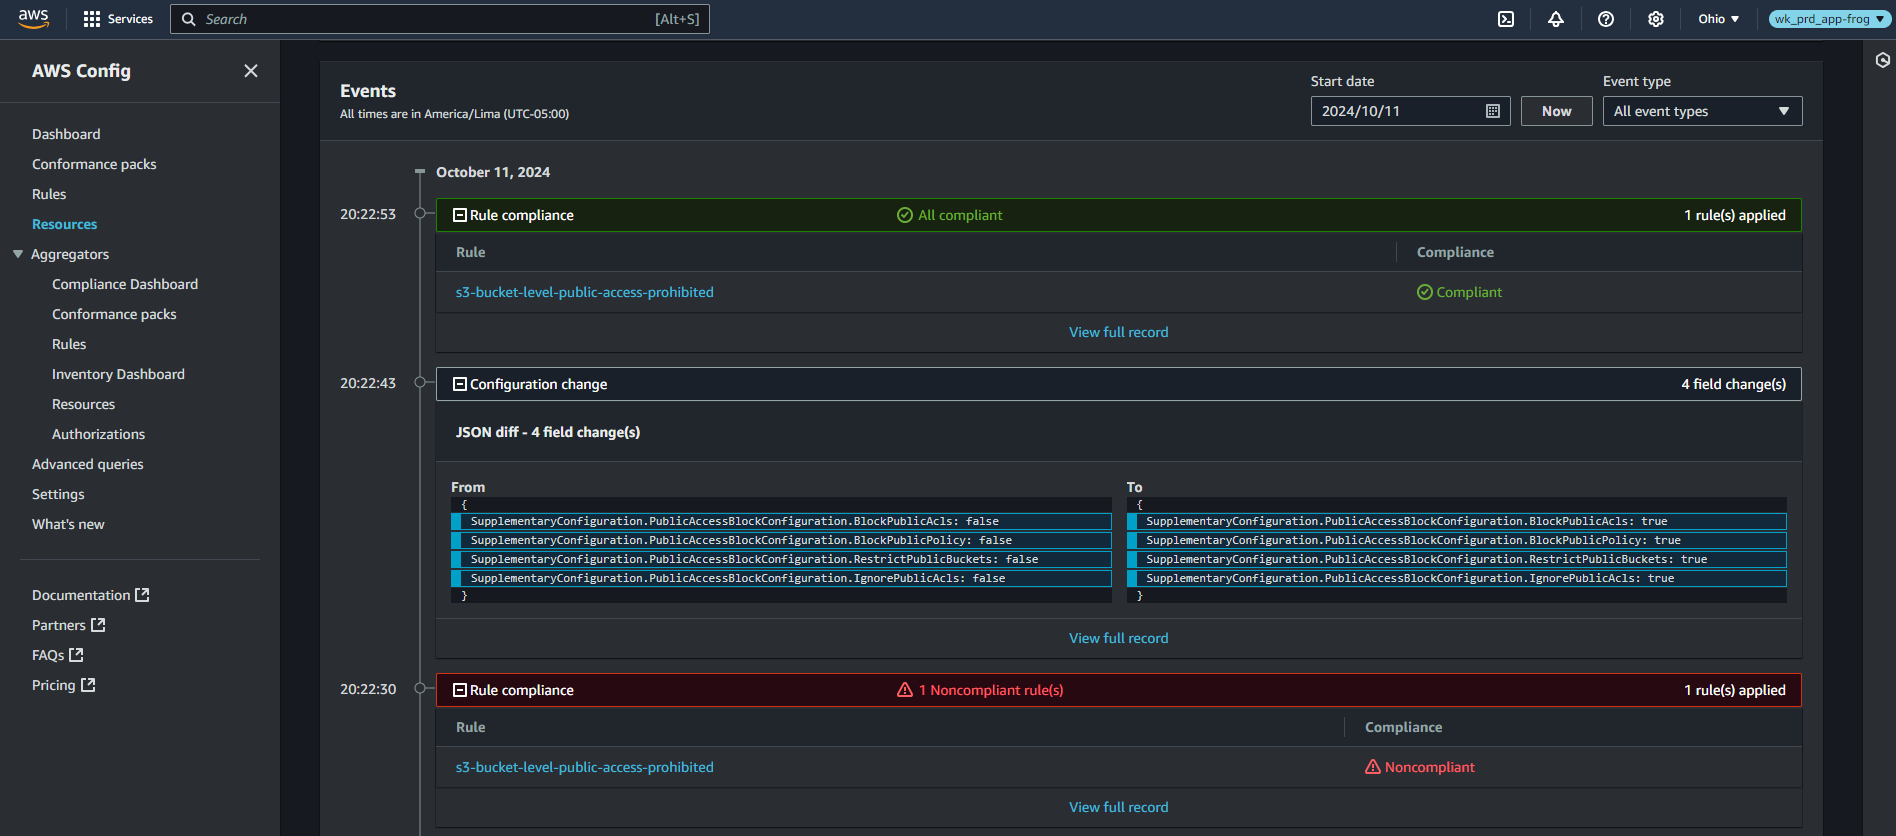 aws
Services
Search
[Alt+S]
Ohio
wk_prd_app-frog
AWS Config
Dashboard
Conformance packs
Rules
Resources
Aggregators
Compliance Dashboard
Conformance packs
Rules
Inventory Dashboard
Resources
Authorizations
Advanced queries
Settings
What's new
Documentation
Partners
FAQs
Pricing
Events
All times are in America/Lima (UTC-05:00)
Start date
2024/10/11
Now
Event type
All event types
October 11, 2024
20:22:53
Rule compliance
All compliant
1 rule(s) applied
Rule
Compliance
s3-bucket-level-public-access-prohibited
Compliant
View full record
20:22:43
Configuration change
4 field change(s)
JSON diff - 4 field change(s)
From
{
SupplementaryConfiguration.PublicAccessBlockConfiguration.BlockPublicAcls: false
SupplementaryConfiguration.PublicAccessBlockConfiguration.BlockPublicPolicy: false
SupplementaryConfiguration.PublicAccessBlockConfiguration.RestrictPublicBuckets: false
SupplementaryConfiguration.PublicAccessBlockConfiguration.IgnorePublicAcls: false
}
To
{
SupplementaryConfiguration.PublicAccessBlockConfiguration.BlockPublicAcls: true
SupplementaryConfiguration.PublicAccessBlockConfiguration.BlockPublicPolicy: true
SupplementaryConfiguration.PublicAccessBlockConfiguration.RestrictPublicBuckets: true
SupplementaryConfiguration.PublicAccessBlockConfiguration.IgnorePublicAcls: true
}
View full record
20:22:30
Rule compliance
1 Noncompliant rule(s)
1 rule(s) applied
Rule
Compliance
s3-bucket-level-public-access-prohibited
Noncompliant
View full record